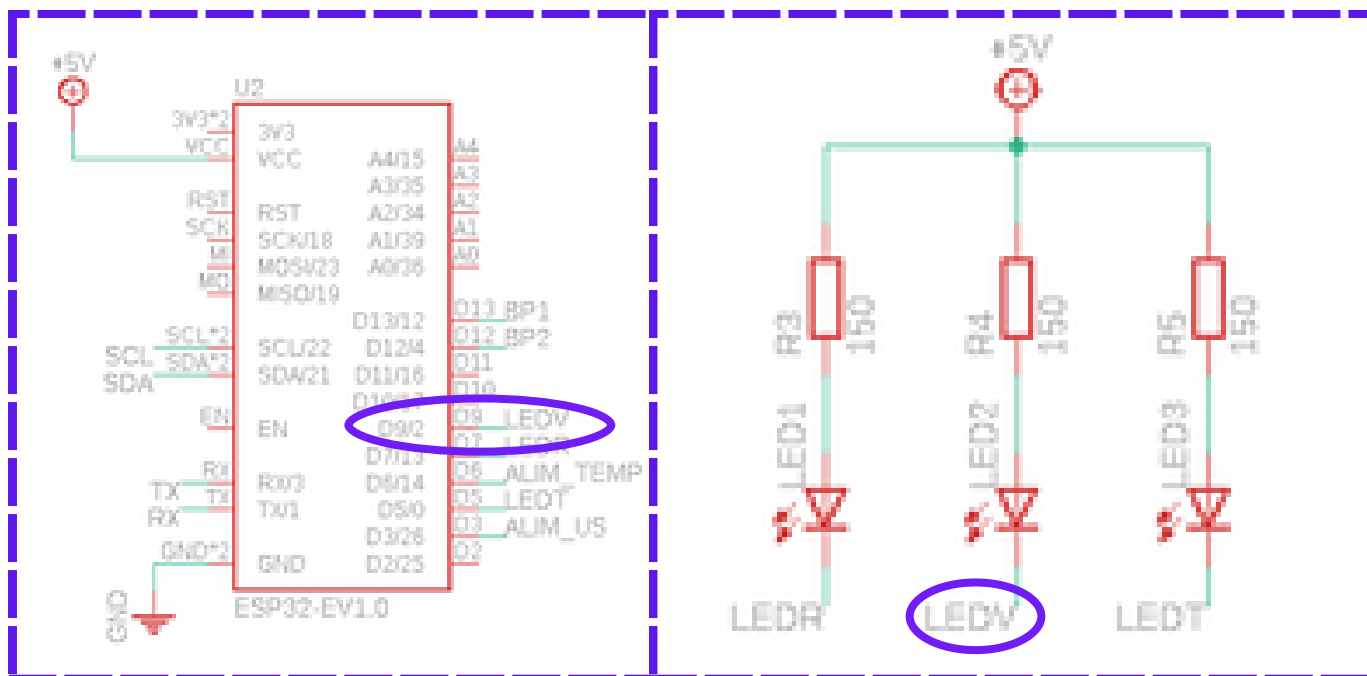 +5V
U2
3V3*2
3V3
VCC
VCC
A4/15
A4
A3/35
A3
RST
RST
A2/34
A2
SCK
SCK/18
A1/39
A1
MI
MOSI/23
A0/36
A0
MO
MISO/19
D13/12
D13
BP1
SCL
SCL*2
SCL/22
D12/4
D12
BP2
SDA
SDA*2
SDA/21
D11/16
D11
D10/17
D10
EN
EN
D9/2
D9
LEDV
D7/13
D7
LEDR
TX
RX
RX/3
D6/14
D6
ALIM_TEMP
RX
TX
TX/1
D5/0
D5
LEDT
D3/26
D3
ALIM_US
GND*2
GND
D2/25
D2
GND
ESP32-EV1.0
+5V
R3
150
R4
150
R5
150
LED1
LED2
LED3
LEDR
LEDV
LEDT